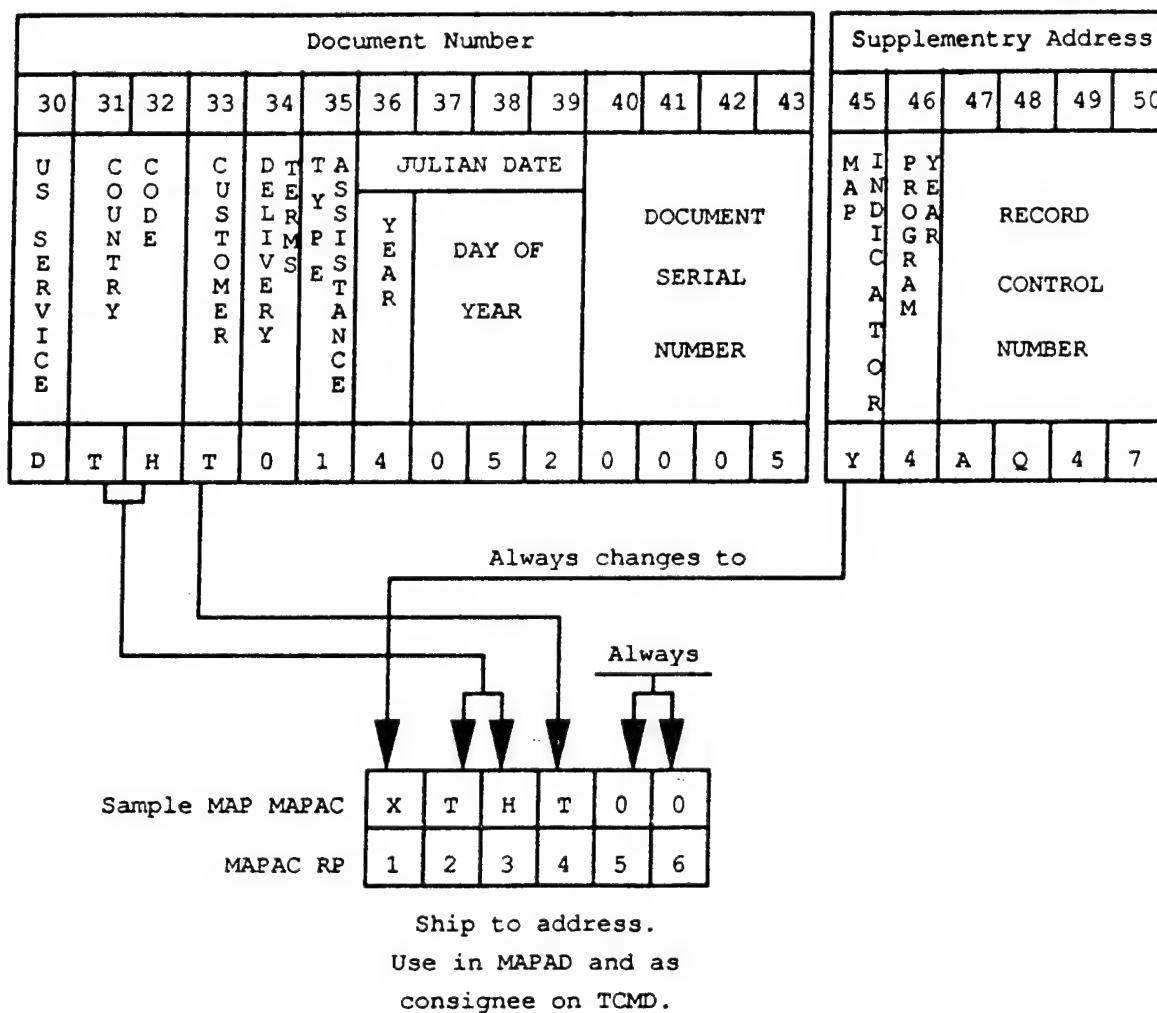 Document Number
Supplementry Address
30 31 32 33 34 35 36 37 38 39 40 41 42 43 45 46 47 48 49 50
US SERVICE
COUNTRY CODE
CUSTOMER
DELIVERY TERMS
TYPE ASSISTANCE
JULIAN DATE
YEAR
DAY OF
YEAR
DOCUMENT
SERIAL
NUMBER
MAP INDICATOR
PROGRAM YEAR
RECORD
CONTROL
NUMBER
D T H T 0 1 4 0 5 2 0 0 0 5 Y 4 A Q 4 7
Always changes to
Always
Sample MAP MAPAC X T H T 0 0
MAPAC RP 1 2 3 4 5 6
Ship to address.
Use in MAPAD and as
consignee on TCMD.